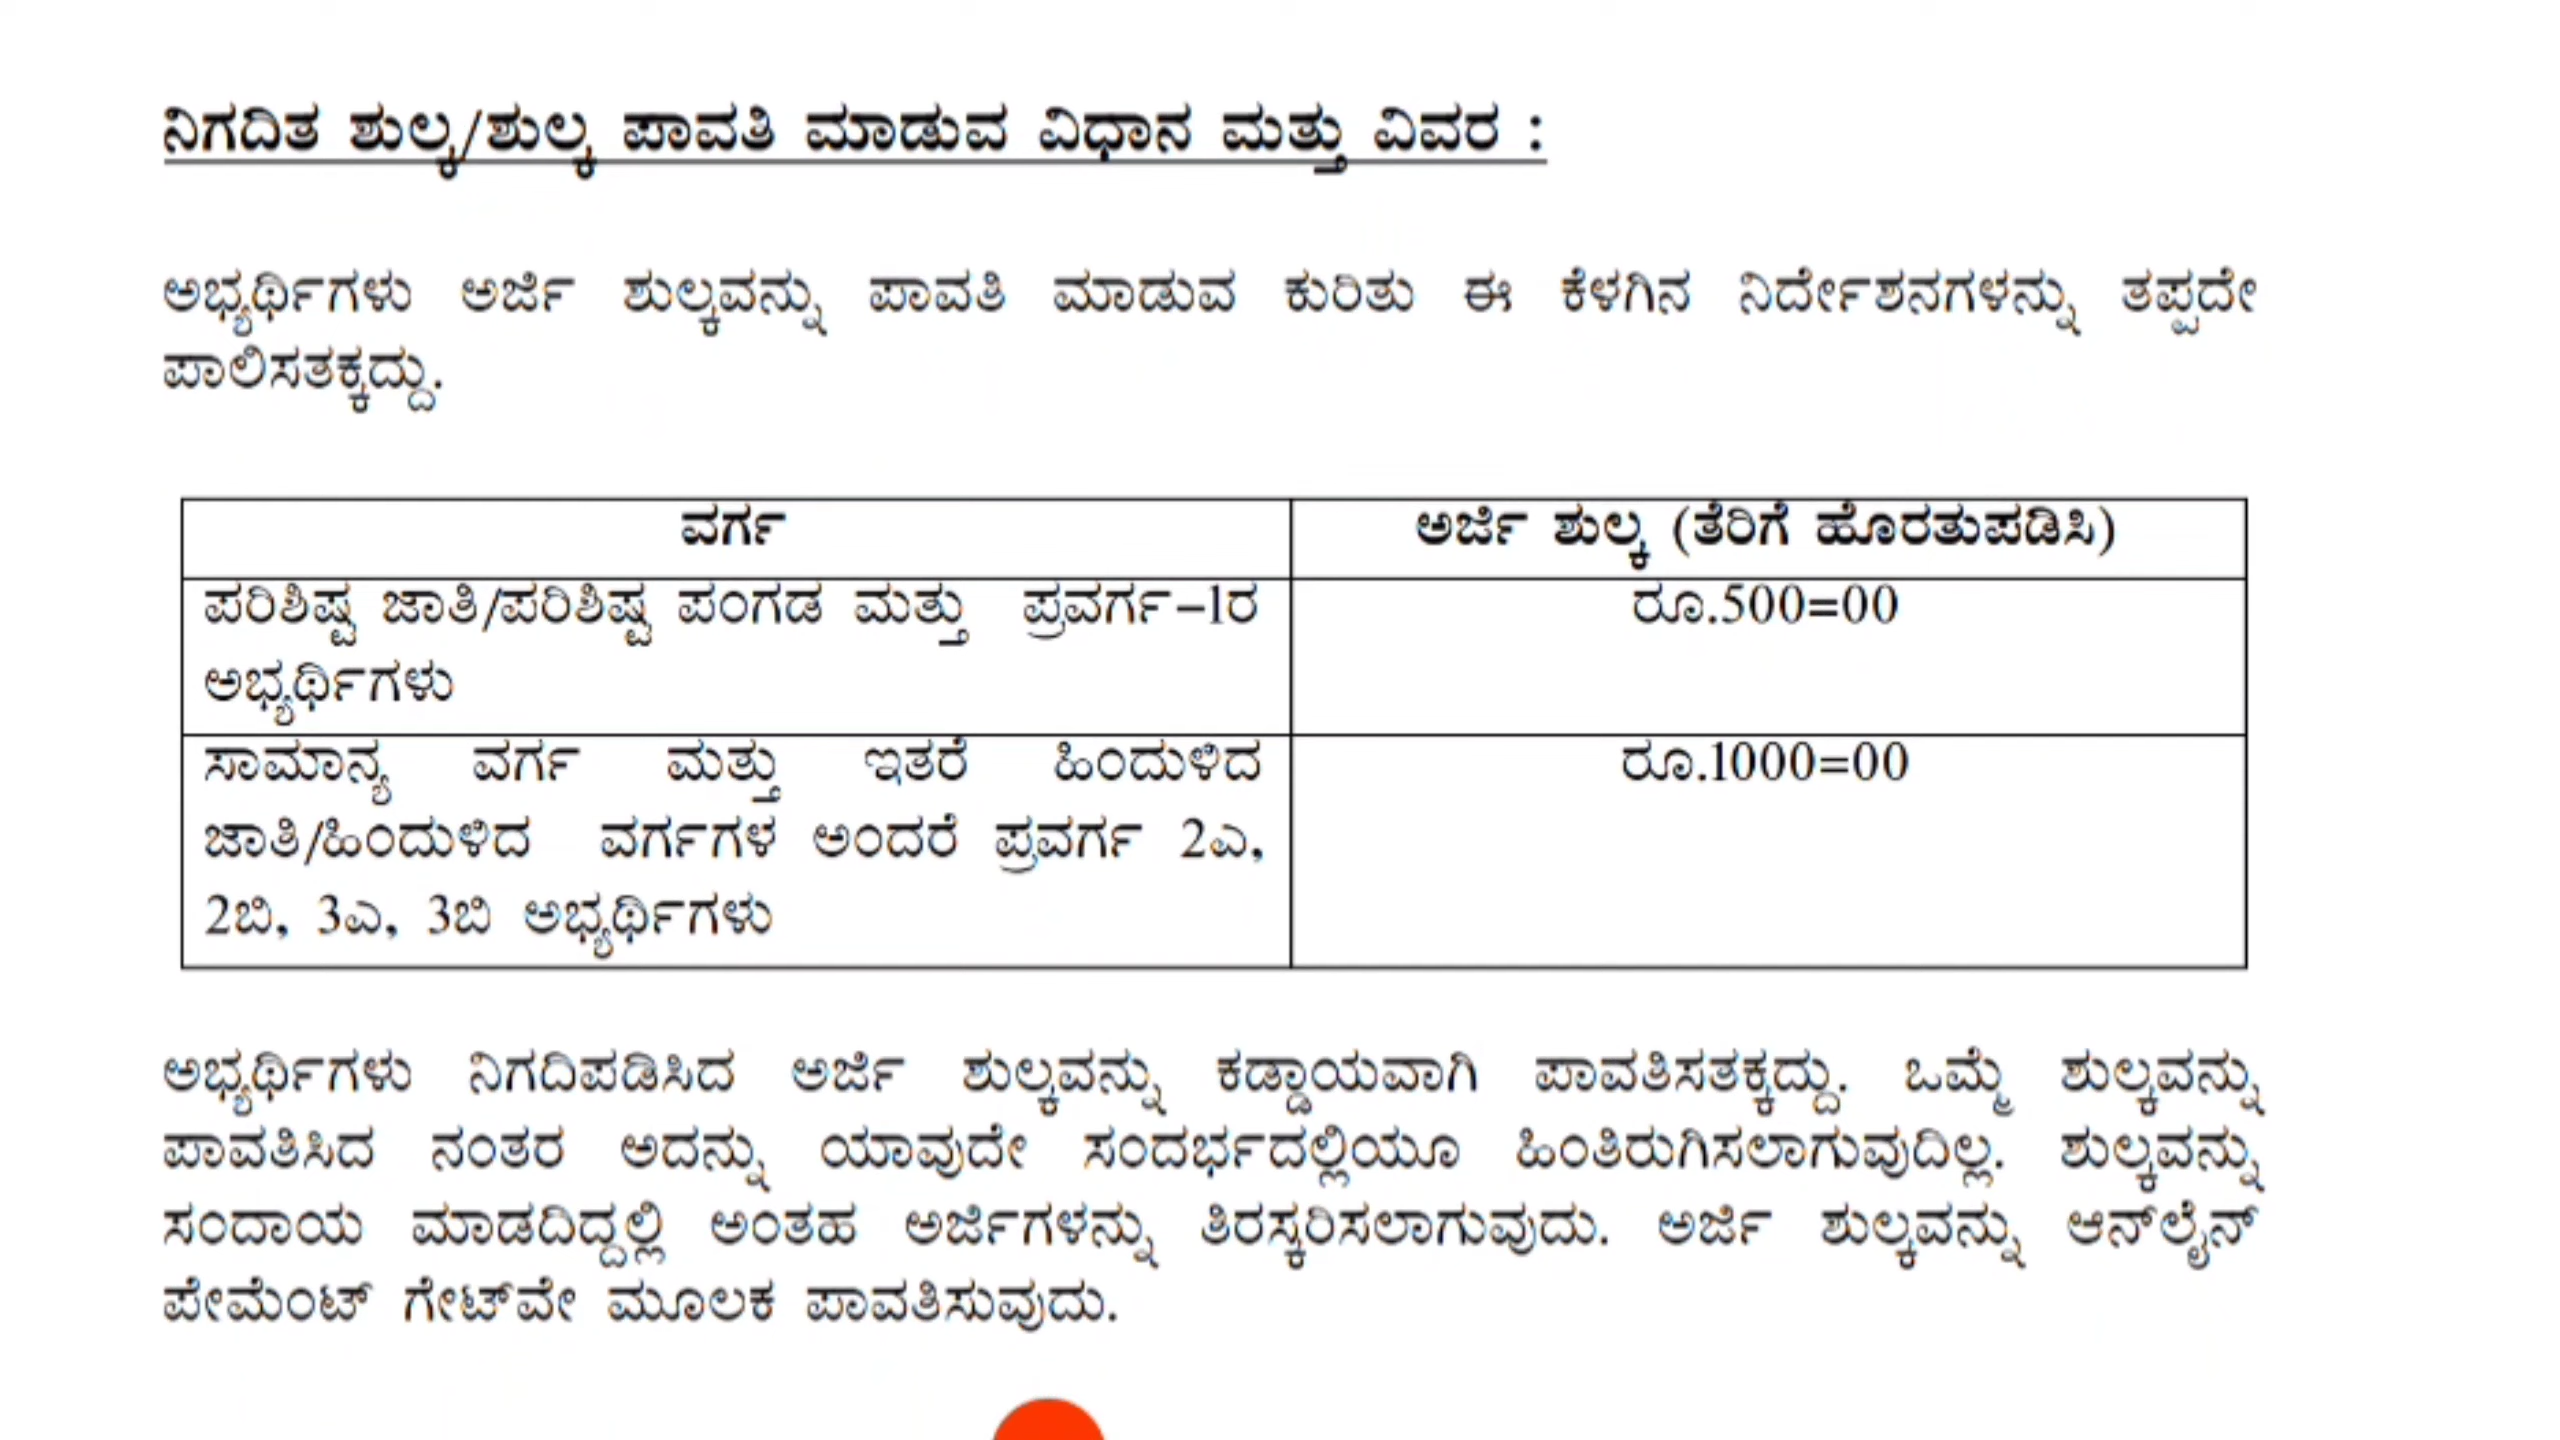 ನಿಗದಿತ ಶುಲ್ಕ/ಶುಲ್ಕ ಪಾವತಿ ಮಾಡುವ ವಿಧಾನ ಮತ್ತು ವಿವರ :
ಅಭ್ಯರ್ಥಿಗಳು ಅರ್ಜಿ ಶುಲ್ಕವನ್ನು ಪಾವತಿ ಮಾಡುವ ಕುರಿತು ಈ ಕೆಳಗಿನ ನಿರ್ದೇಶನಗಳನ್ನು ತಪ್ಪದೇ
ಪಾಲಿಸತಕ್ಕದ್ದು.
ವರ್ಗ ಅರ್ಜಿ ಶುಲ್ಕ (ತೆರಿಗೆ ಹೊರತುಪಡಿಸಿ)
ಪರಿಶಿಷ್ಟ ಜಾತಿ/ಪರಿಶಿಷ್ಟ ಪಂಗಡ ಮತ್ತು ಪ್ರವರ್ಗ-1ರ ರೂ.500=00
ಅಭ್ಯರ್ಥಿಗಳು
ಸಾಮಾನ್ಯ ವರ್ಗ ಮತ್ತು ಇತರೆ ಹಿಂದುಳಿದ ರೂ.1000=00
ಜಾತಿ/ಹಿಂದುಳಿದ ವರ್ಗಗಳ ಅಂದರೆ ಪ್ರವರ್ಗ 2ಎ,
2ಬಿ, 3ಎ, 3ಬಿ ಅಭ್ಯರ್ಥಿಗಳು
ಅಭ್ಯರ್ಥಿಗಳು ನಿಗದಿಪಡಿಸಿದ ಅರ್ಜಿ ಶುಲ್ಕವನ್ನು ಕಡ್ಡಾಯವಾಗಿ ಪಾವತಿಸತಕ್ಕದ್ದು. ಒಮ್ಮೆ ಶುಲ್ಕವನ್ನು
ಪಾವತಿಸಿದ ನಂತರ ಅದನ್ನು ಯಾವುದೇ ಸಂದರ್ಭದಲ್ಲಿಯೂ ಹಿಂತಿರುಗಿಸಲಾಗುವುದಿಲ್ಲ. ಶುಲ್ಕವನ್ನು
ಸಂದಾಯ ಮಾಡದಿದ್ದಲ್ಲಿ ಅಂತಹ ಅರ್ಜಿಗಳನ್ನು ತಿರಸ್ಕರಿಸಲಾಗುವುದು. ಅರ್ಜಿ ಶುಲ್ಕವನ್ನು ಆನ್‌ಲೈನ್
ಪೇಮೆಂಟ್ ಗೇಟ್‌ವೇ ಮೂಲಕ ಪಾವತಿಸುವುದು.